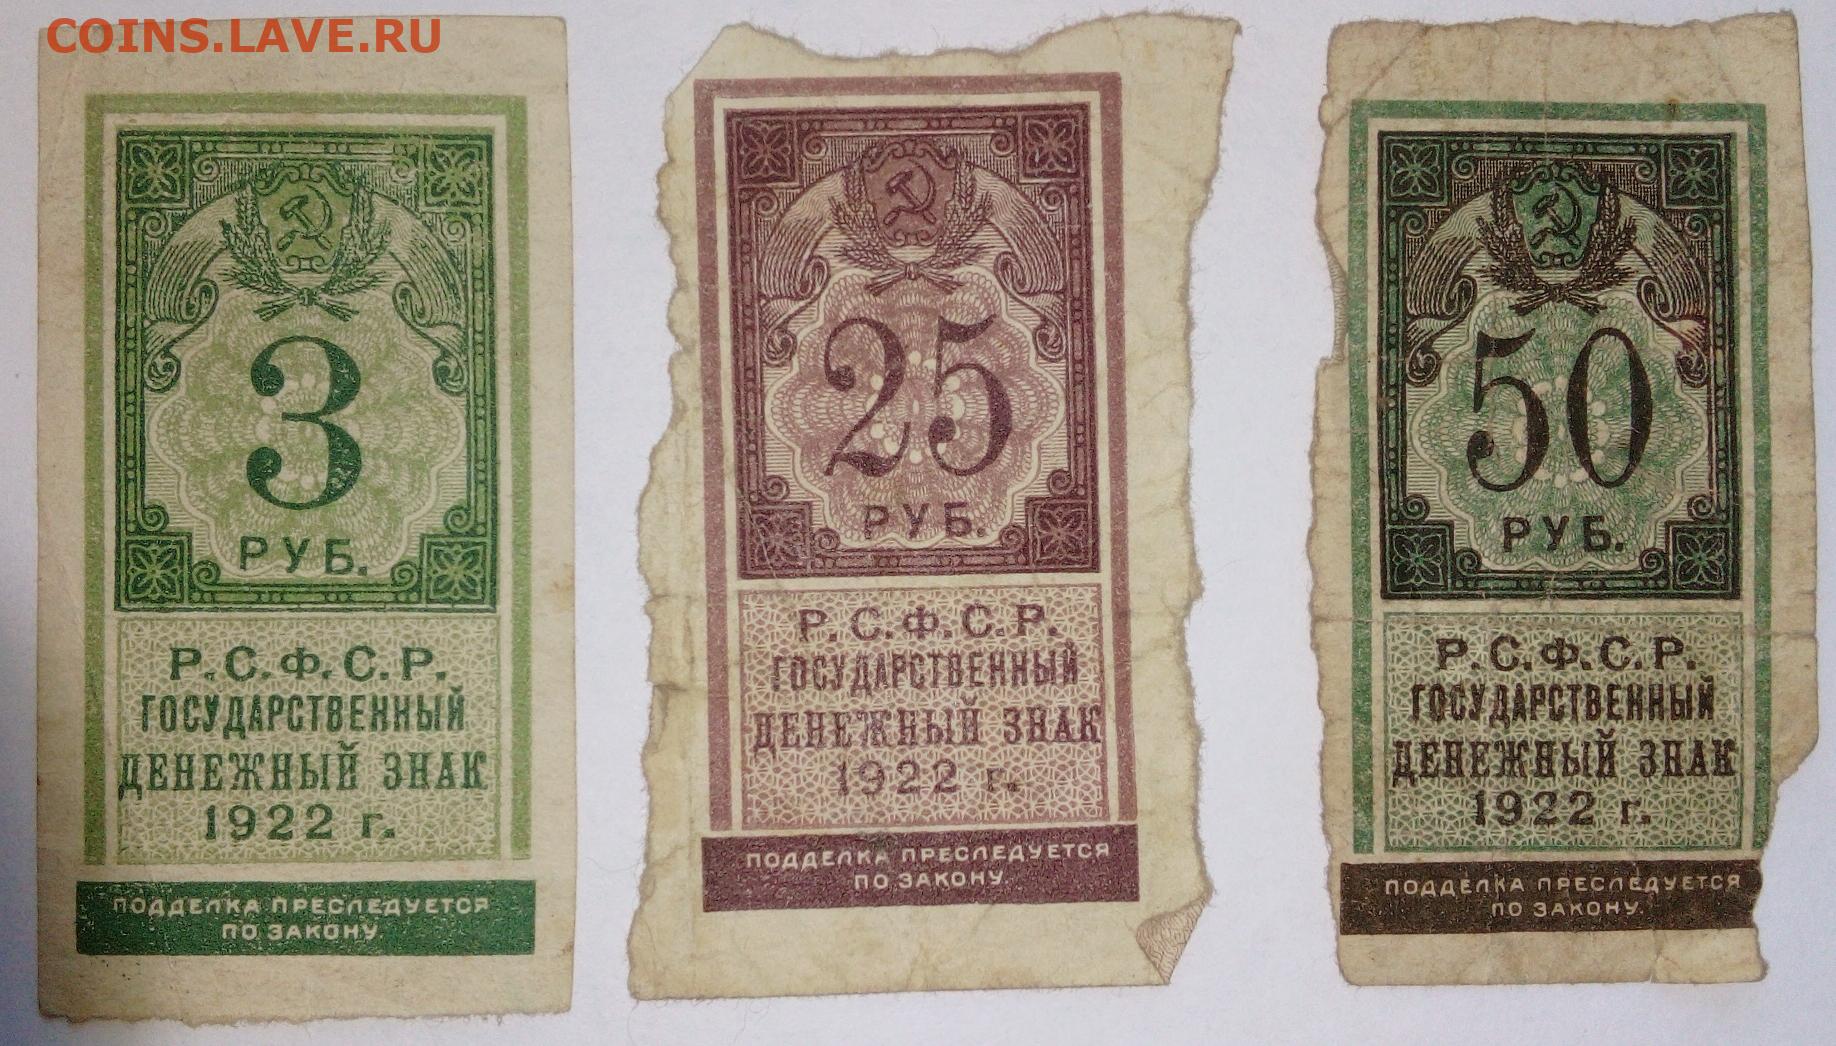 COINS.LAVE.RU
3
РУБ.
Р.С.Ф.С.Р.
ГОСУДАРСТВЕННЫЙ
ДЕНЕЖНЫЙ ЗНАК
1922 г.
ПОДДЕЛКА ПРЕСЛЕДУЕТСЯ
ПО ЗАКОНУ.
25
РУБ.
Р.С.Ф.С.Р.
ГОСУДАРСТВЕННЫЙ
ДЕНЕЖНЫЙ ЗНАК
1922 г.
ПОДДЕЛКА ПРЕСЛЕДУЕТСЯ
ПО ЗАКОНУ.
50
РУБ.
Р.С.Ф.С.Р.
ГОСУДАРСТВЕННЫЙ
ДЕНЕЖНЫЙ ЗНАК
1922 г.
ПОДДЕЛКА ПРЕСЛЕДУЕТСЯ
ПО ЗАКОНУ.